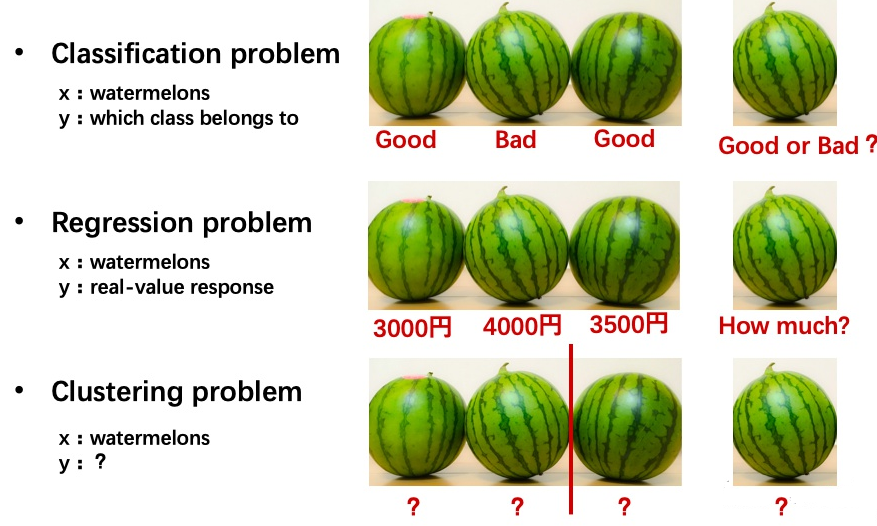 • Classification problem
x : watermelons
y : which class belongs to
Good Bad Good Good or Bad ?
• Regression problem
x : watermelons
y : real-value response
3000円 4000円 3500円 How much?
• Clustering problem
x : watermelons
y : ?
? ? ? ?